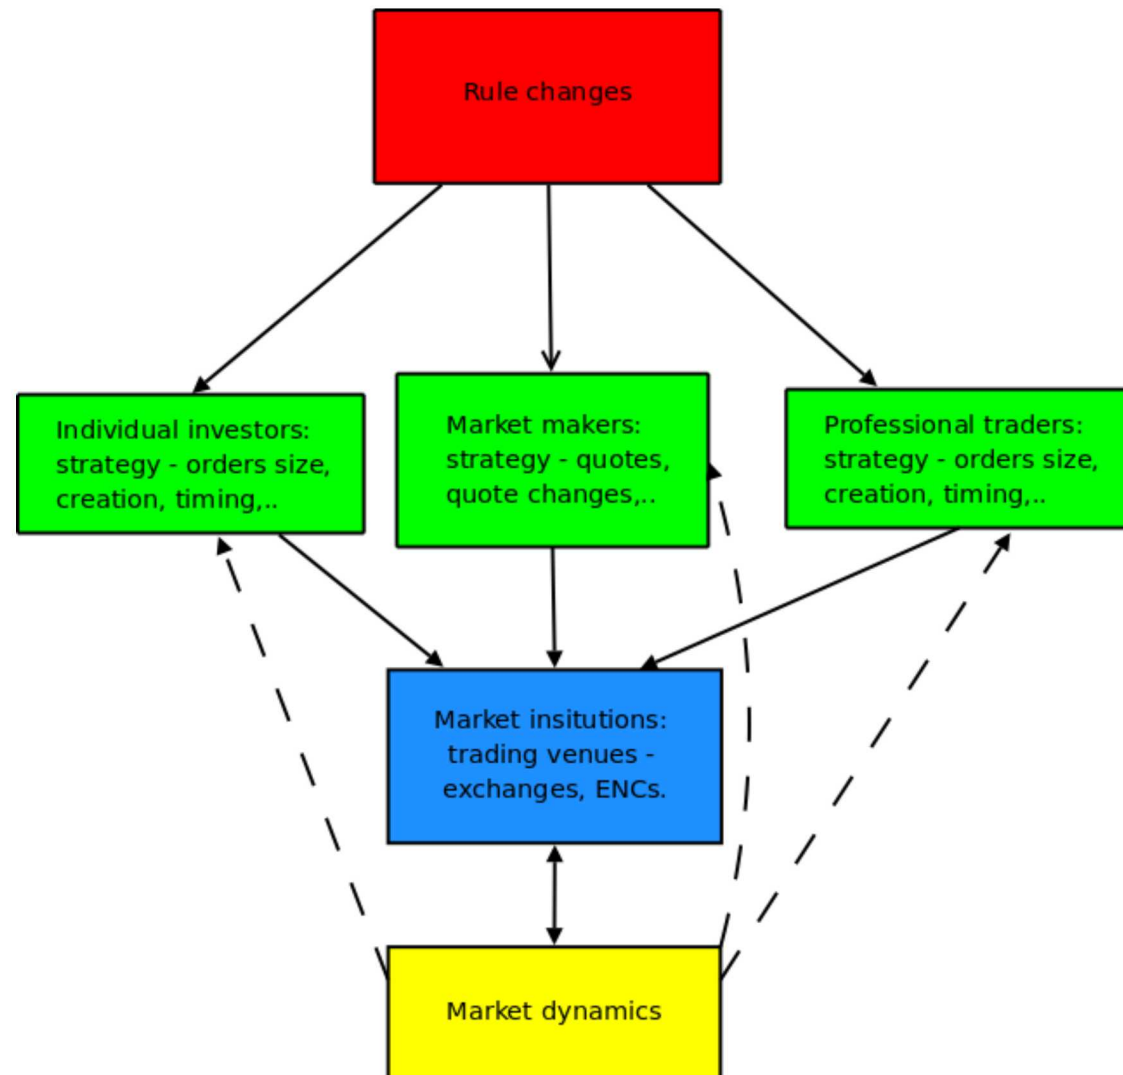 Rule changes
Individual investors:
strategy - orders size,
creation, timing,..
Market makers:
strategy - quotes,
quote changes,..
Professional traders:
strategy - orders size,
creation, timing,..
Market insitutions:
trading venues -
exchanges, ENCs.
Market dynamics